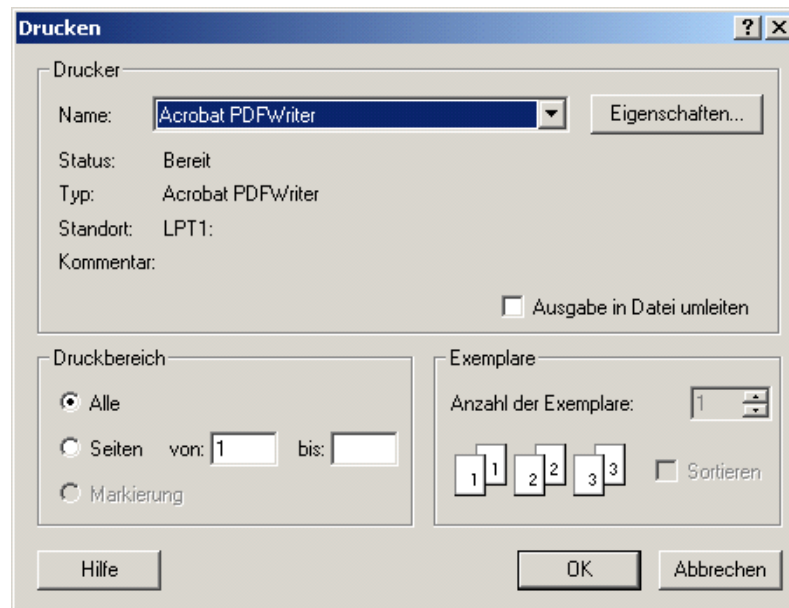 Drucken
Drucker
Name: Acrobat PDFWriter Eigenschaften...
Status: Bereit
Typ: Acrobat PDFWriter
Standort: LPT1:
Kommentar:
Ausgabe in Datei umleiten
Druckbereich
Alle
Seiten von: 1 bis:
Markierung
Exemplare
Anzahl der Exemplare: 1
1 1 2 2 3 3 Sortieren
Hilfe OK Abbrechen